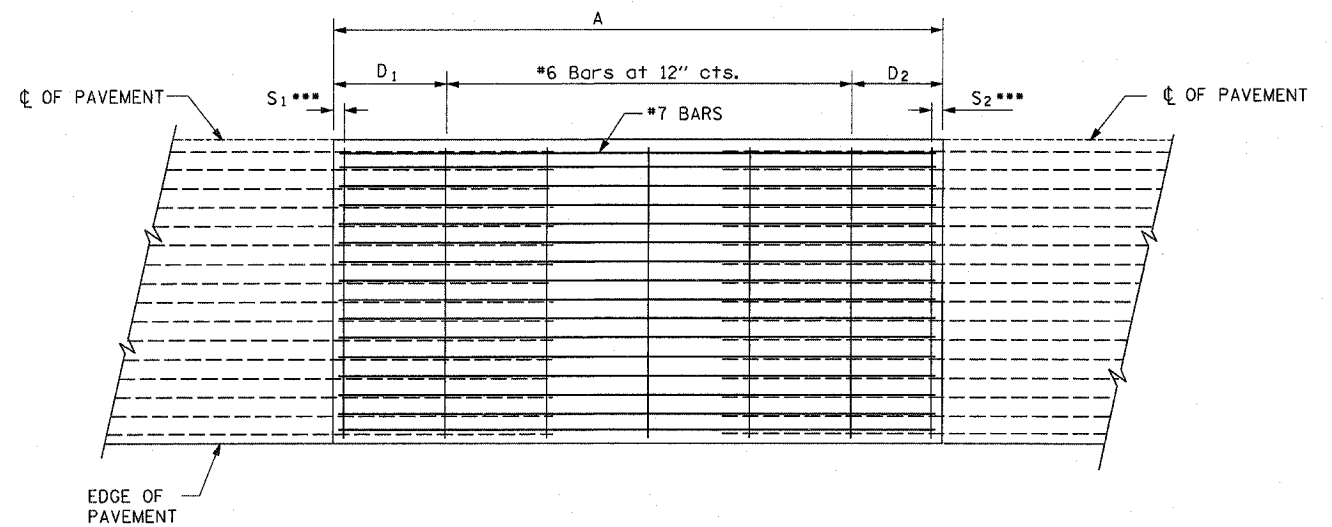 A
D1
#6 Bars at 12" cts.
D2
℄ OF PAVEMENT
S1***
#7 BARS
S2***
℄ OF PAVEMENT
EDGE OF
PAVEMENT